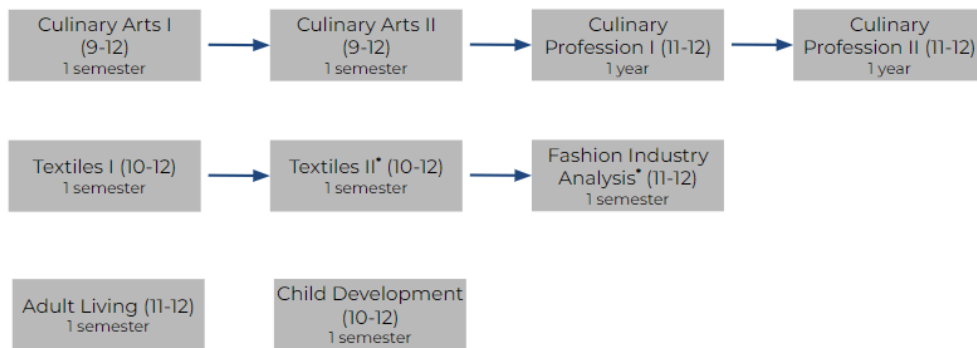 Culinary Arts I
(9-12)
1 semester
Culinary Arts II
(9-12)
1 semester
Culinary
Profession I (11-12)
1 year
Culinary
Profession II (11-12)
1 year
Textiles I (10-12)
1 semester
Textiles II* (10-12)
1 semester
Fashion Industry
Analysis* (11-12)
1 semester
Adult Living (11-12)
1 semester
Child Development
(10-12)
1 semester